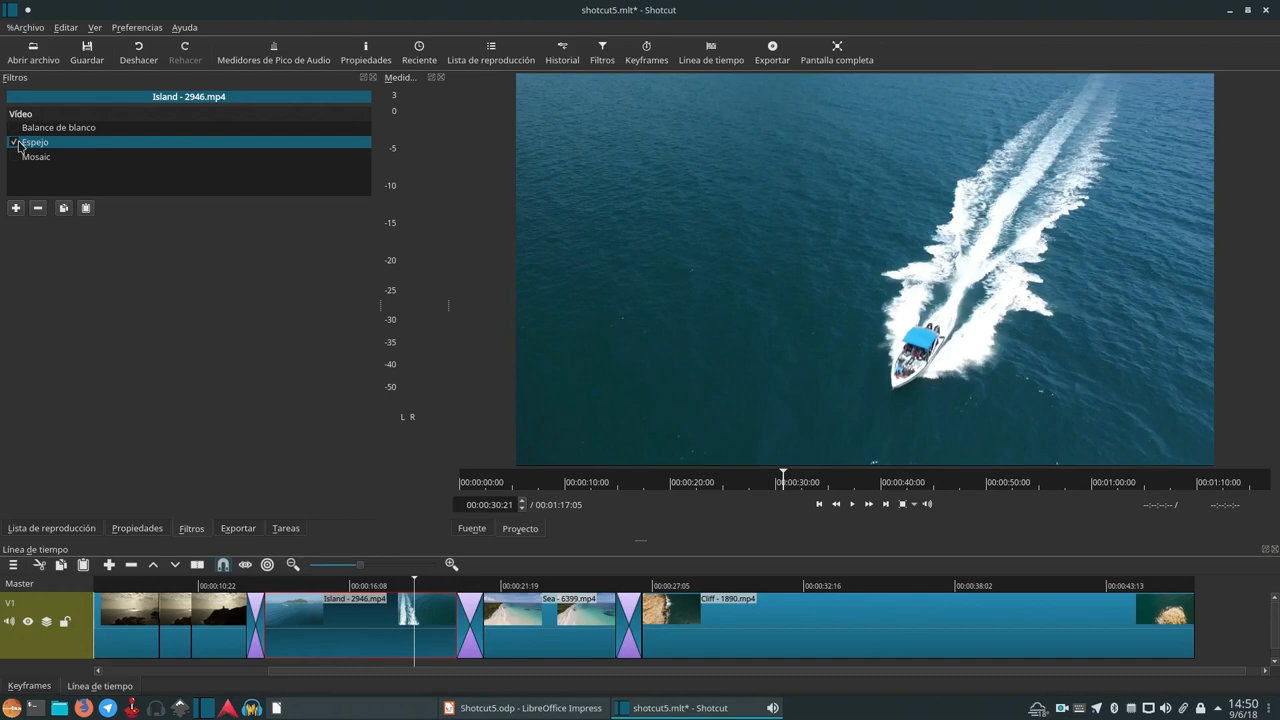 shotcut5.mlt* - Shotcut
%Archivo Editar Ver Preferencias Ayuda
Abrir archivo Guardar Deshacer Rehacer Medidores de Pico de Audio Propiedades Reciente Lista de reproducción Historial Filtros Keyframes Linea de tiempo Exportar Pantalla completa
Filtros
Medid...
Island - 2946.mp4
Vídeo
Balance de blanco
Espejo
Mosaic
3
0
-5
-10
-15
-20
-25
-30
-35
-40
-50
L R
00:00:00:00 00:00:10:00 00:00:20:00 00:00:30:00 00:00:40:00 00:00:50:00 00:01:00:00 00:01:10:00
00:00:30:21 / 00:01:17:05 --:--:--:-- / --:--:--:--
Lista de reproducción Propiedades Filtros Exportar Tareas
Fuente Proyecto
Línea de tiempo
Master 00:00:10:22 00:00:16:08 00:00:21:19 00:00:27:05 00:00:32:16 00:00:38:02 00:00:43:13
V1 Island - 2946.mp4 Sea - 6399.mp4 Cliff - 1890.mp4
Keyframes Línea de tiempo
Shotcut5.odp - LibreOffice Impress shotcut5.mlt* - Shotcut 14:50
9/6/18